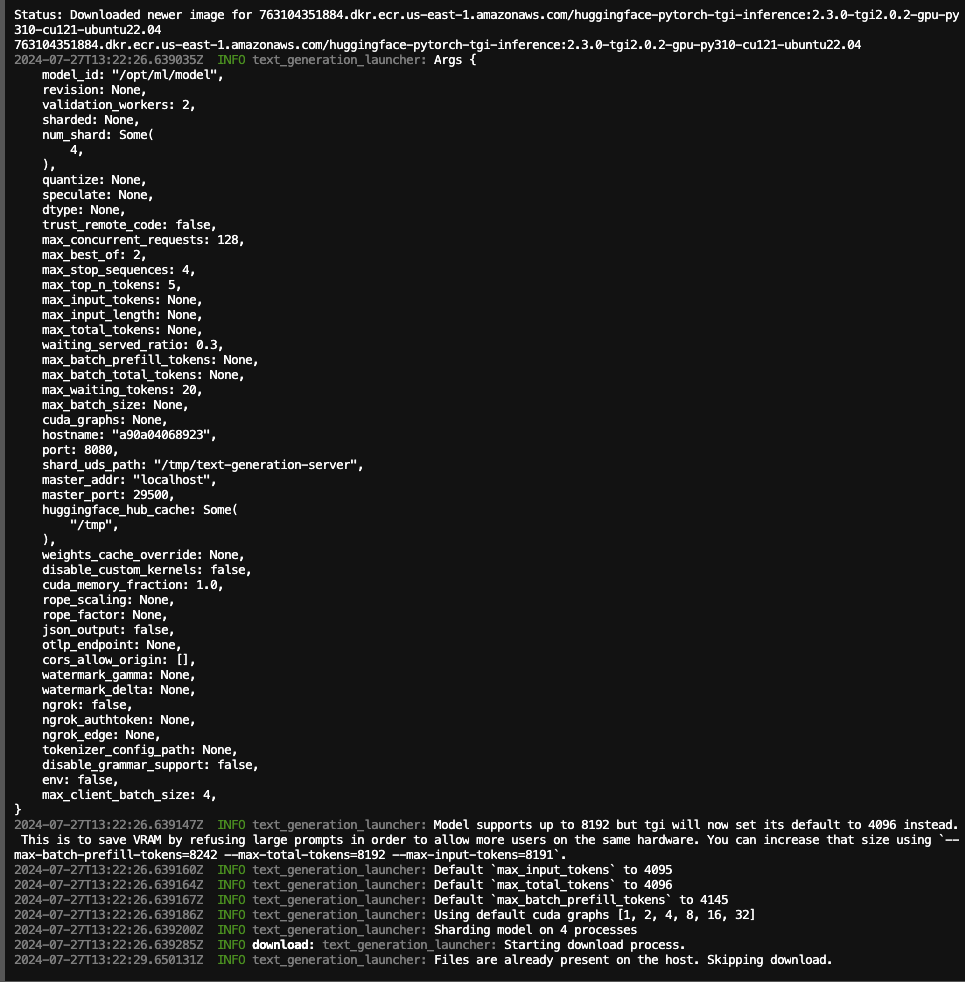 Status: Downloaded newer image for 763104351884.dkr.ecr.us-east-1.amazonaws.com/huggingface-pytorch-tgi-inference:2.3.0-tgi2.0.2-gpu-py
310-cu121-ubuntu22.04
763104351884.dkr.ecr.us-east-1.amazonaws.com/huggingface-pytorch-tgi-inference:2.3.0-tgi2.0.2-gpu-py310-cu121-ubuntu22.04
2024-07-27T13:22:26.639035Z  INFO text_generation_launcher: Args {
    model_id: "/opt/ml/model",
    revision: None,
    validation_workers: 2,
    sharded: None,
    num_shard: Some(
        4,
    ),
    quantize: None,
    speculate: None,
    dtype: None,
    trust_remote_code: false,
    max_concurrent_requests: 128,
    max_best_of: 2,
    max_stop_sequences: 4,
    max_top_n_tokens: 5,
    max_input_tokens: None,
    max_input_length: None,
    max_total_tokens: None,
    waiting_served_ratio: 0.3,
    max_batch_prefill_tokens: None,
    max_batch_total_tokens: None,
    max_waiting_tokens: 20,
    max_batch_size: None,
    cuda_graphs: None,
    hostname: "a90a04068923",
    port: 8080,
    shard_uds_path: "/tmp/text-generation-server",
    master_addr: "localhost",
    master_port: 29500,
    huggingface_hub_cache: Some(
        "/tmp",
    ),
    weights_cache_override: None,
    disable_custom_kernels: false,
    cuda_memory_fraction: 1.0,
    rope_scaling: None,
    rope_factor: None,
    json_output: false,
    otlp_endpoint: None,
    cors_allow_origin: [],
    watermark_gamma: None,
    watermark_delta: None,
    ngrok: false,
    ngrok_authtoken: None,
    ngrok_edge: None,
    tokenizer_config_path: None,
    disable_grammar_support: false,
    env: false,
    max_client_batch_size: 4,
}
2024-07-27T13:22:26.639147Z  INFO text_generation_launcher: Model supports up to 8192 but tgi will now set its default to 4096 instead.
 This is to save VRAM by refusing large prompts in order to allow more users on the same hardware. You can increase that size using `--
max-batch-prefill-tokens=8242 --max-total-tokens=8192 --max-input-tokens=8191`.
2024-07-27T13:22:26.639160Z  INFO text_generation_launcher: Default `max_input_tokens` to 4095
2024-07-27T13:22:26.639164Z  INFO text_generation_launcher: Default `max_total_tokens` to 4096
2024-07-27T13:22:26.639167Z  INFO text_generation_launcher: Default `max_batch_prefill_tokens` to 4145
2024-07-27T13:22:26.639186Z  INFO text_generation_launcher: Using default cuda graphs [1, 2, 4, 8, 16, 32]
2024-07-27T13:22:26.639200Z  INFO text_generation_launcher: Sharding model on 4 processes
2024-07-27T13:22:26.639285Z  INFO download: text_generation_launcher: Starting download process.
2024-07-27T13:22:29.650131Z  INFO text_generation_launcher: Files are already present on the host. Skipping download.